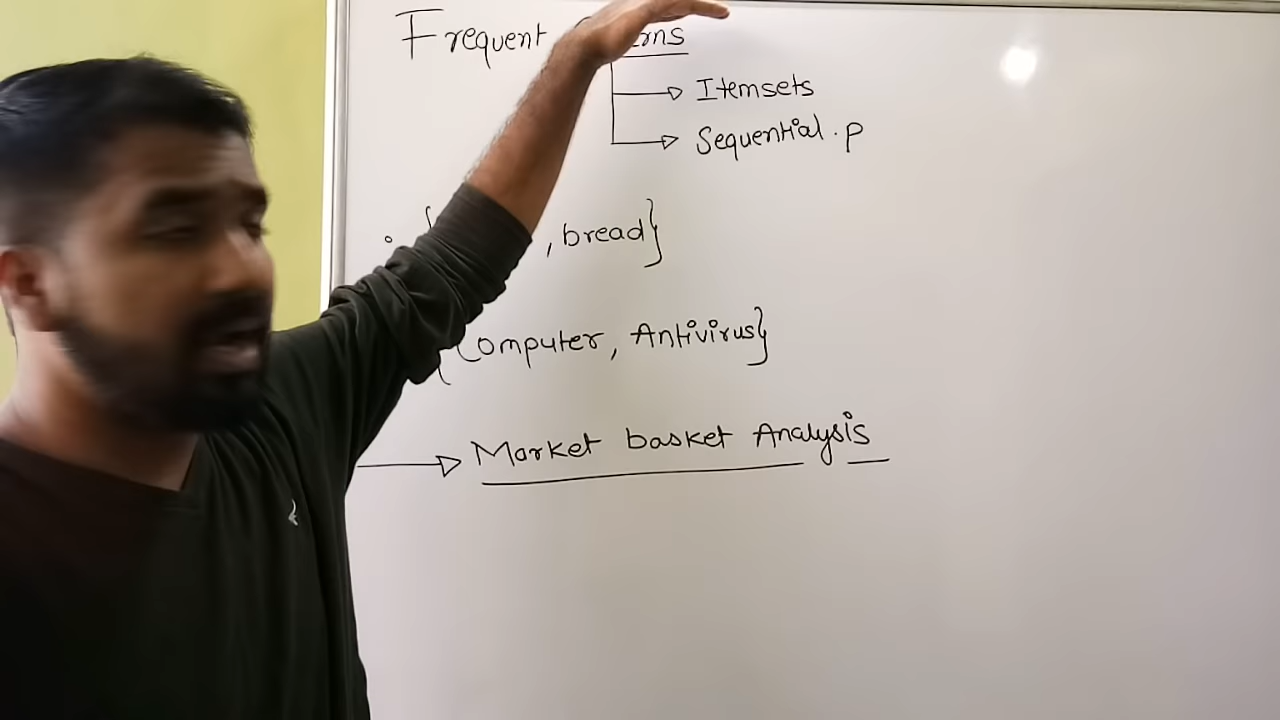 Frequent
Itemsets
Sequential.p
, bread}
{Computer, Antivirus}
Market basket Analysis